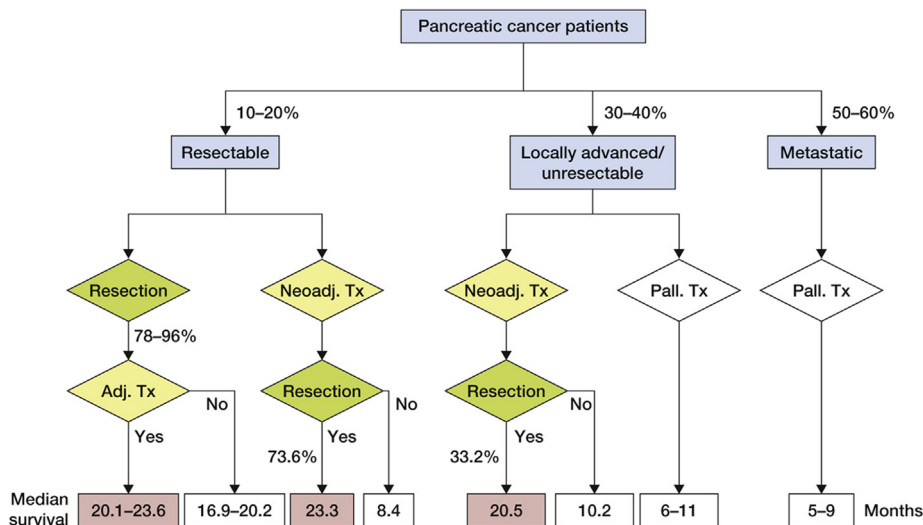 Pancreatic cancer patients
10–20%
30–40%
50–60%
Resectable
Locally advanced/
unresectable
Metastatic
Resection
Neoadj. Tx
Neoadj. Tx
Pall. Tx
Pall. Tx
78–96%
Adj. Tx
No
Resection
No
Resection
No
Yes
Yes
Yes
73.6%
33.2%
Median
survival
20.1–23.6
16.9–20.2
23.3
8.4
20.5
10.2
6–11
5–9
Months